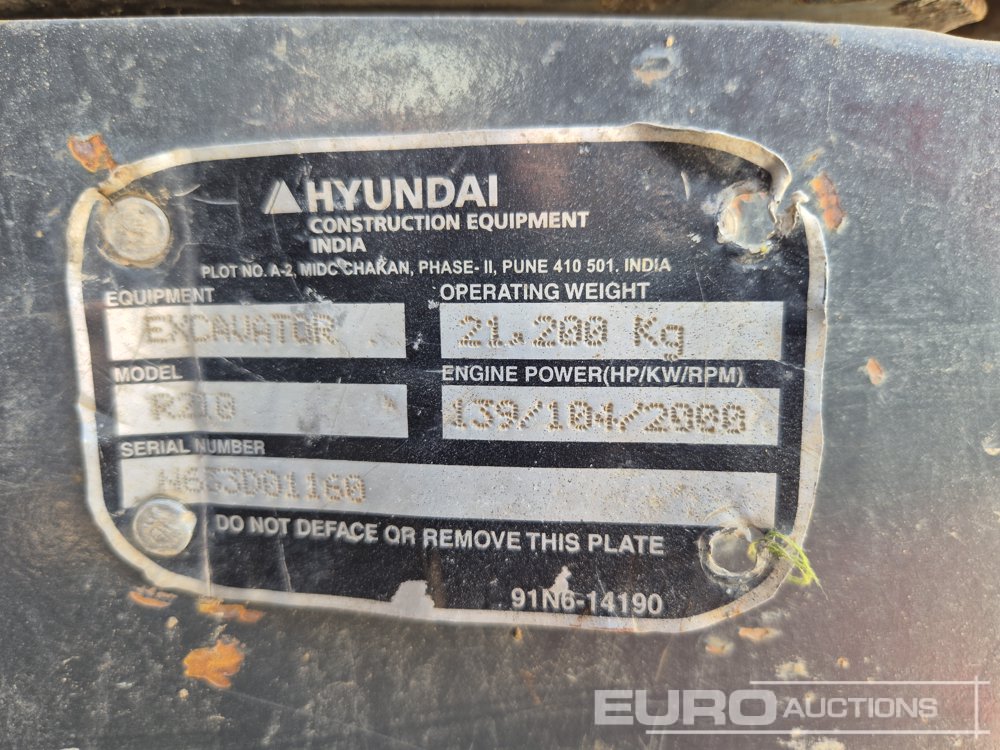 HYUNDAI
CONSTRUCTION EQUIPMENT
INDIA
PLOT NO. A-2, MIDC CHAKAN, PHASE- II, PUNE 410 501. INDIA
EQUIPMENT
EXCAVATOR
OPERATING WEIGHT
21.200 Kg
MODEL
R210
ENGINE POWER(HP/KW/RPM)
139/104/2000
SERIAL NUMBER
N633D01160
DO NOT DEFACE OR REMOVE THIS PLATE
91N6-14190
EURO AUCTIONS